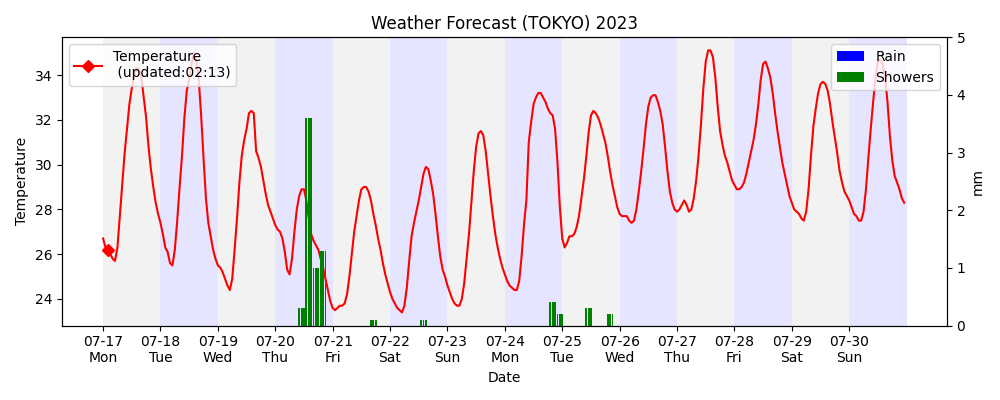 Weather Forecast (TOKYO) 2023
Temperature
(updated:02:13)
Rain
Showers
Temperature
34
32
30
28
26
24
5
4
3
2
1
0
mm
07-17 07-18 07-19 07-20 07-21 07-22 07-23 07-24 07-25 07-26 07-27 07-28 07-29 07-30
Mon Tue Wed Thu Fri Sat Sun Mon Tue Wed Thu Fri Sat Sun
Date